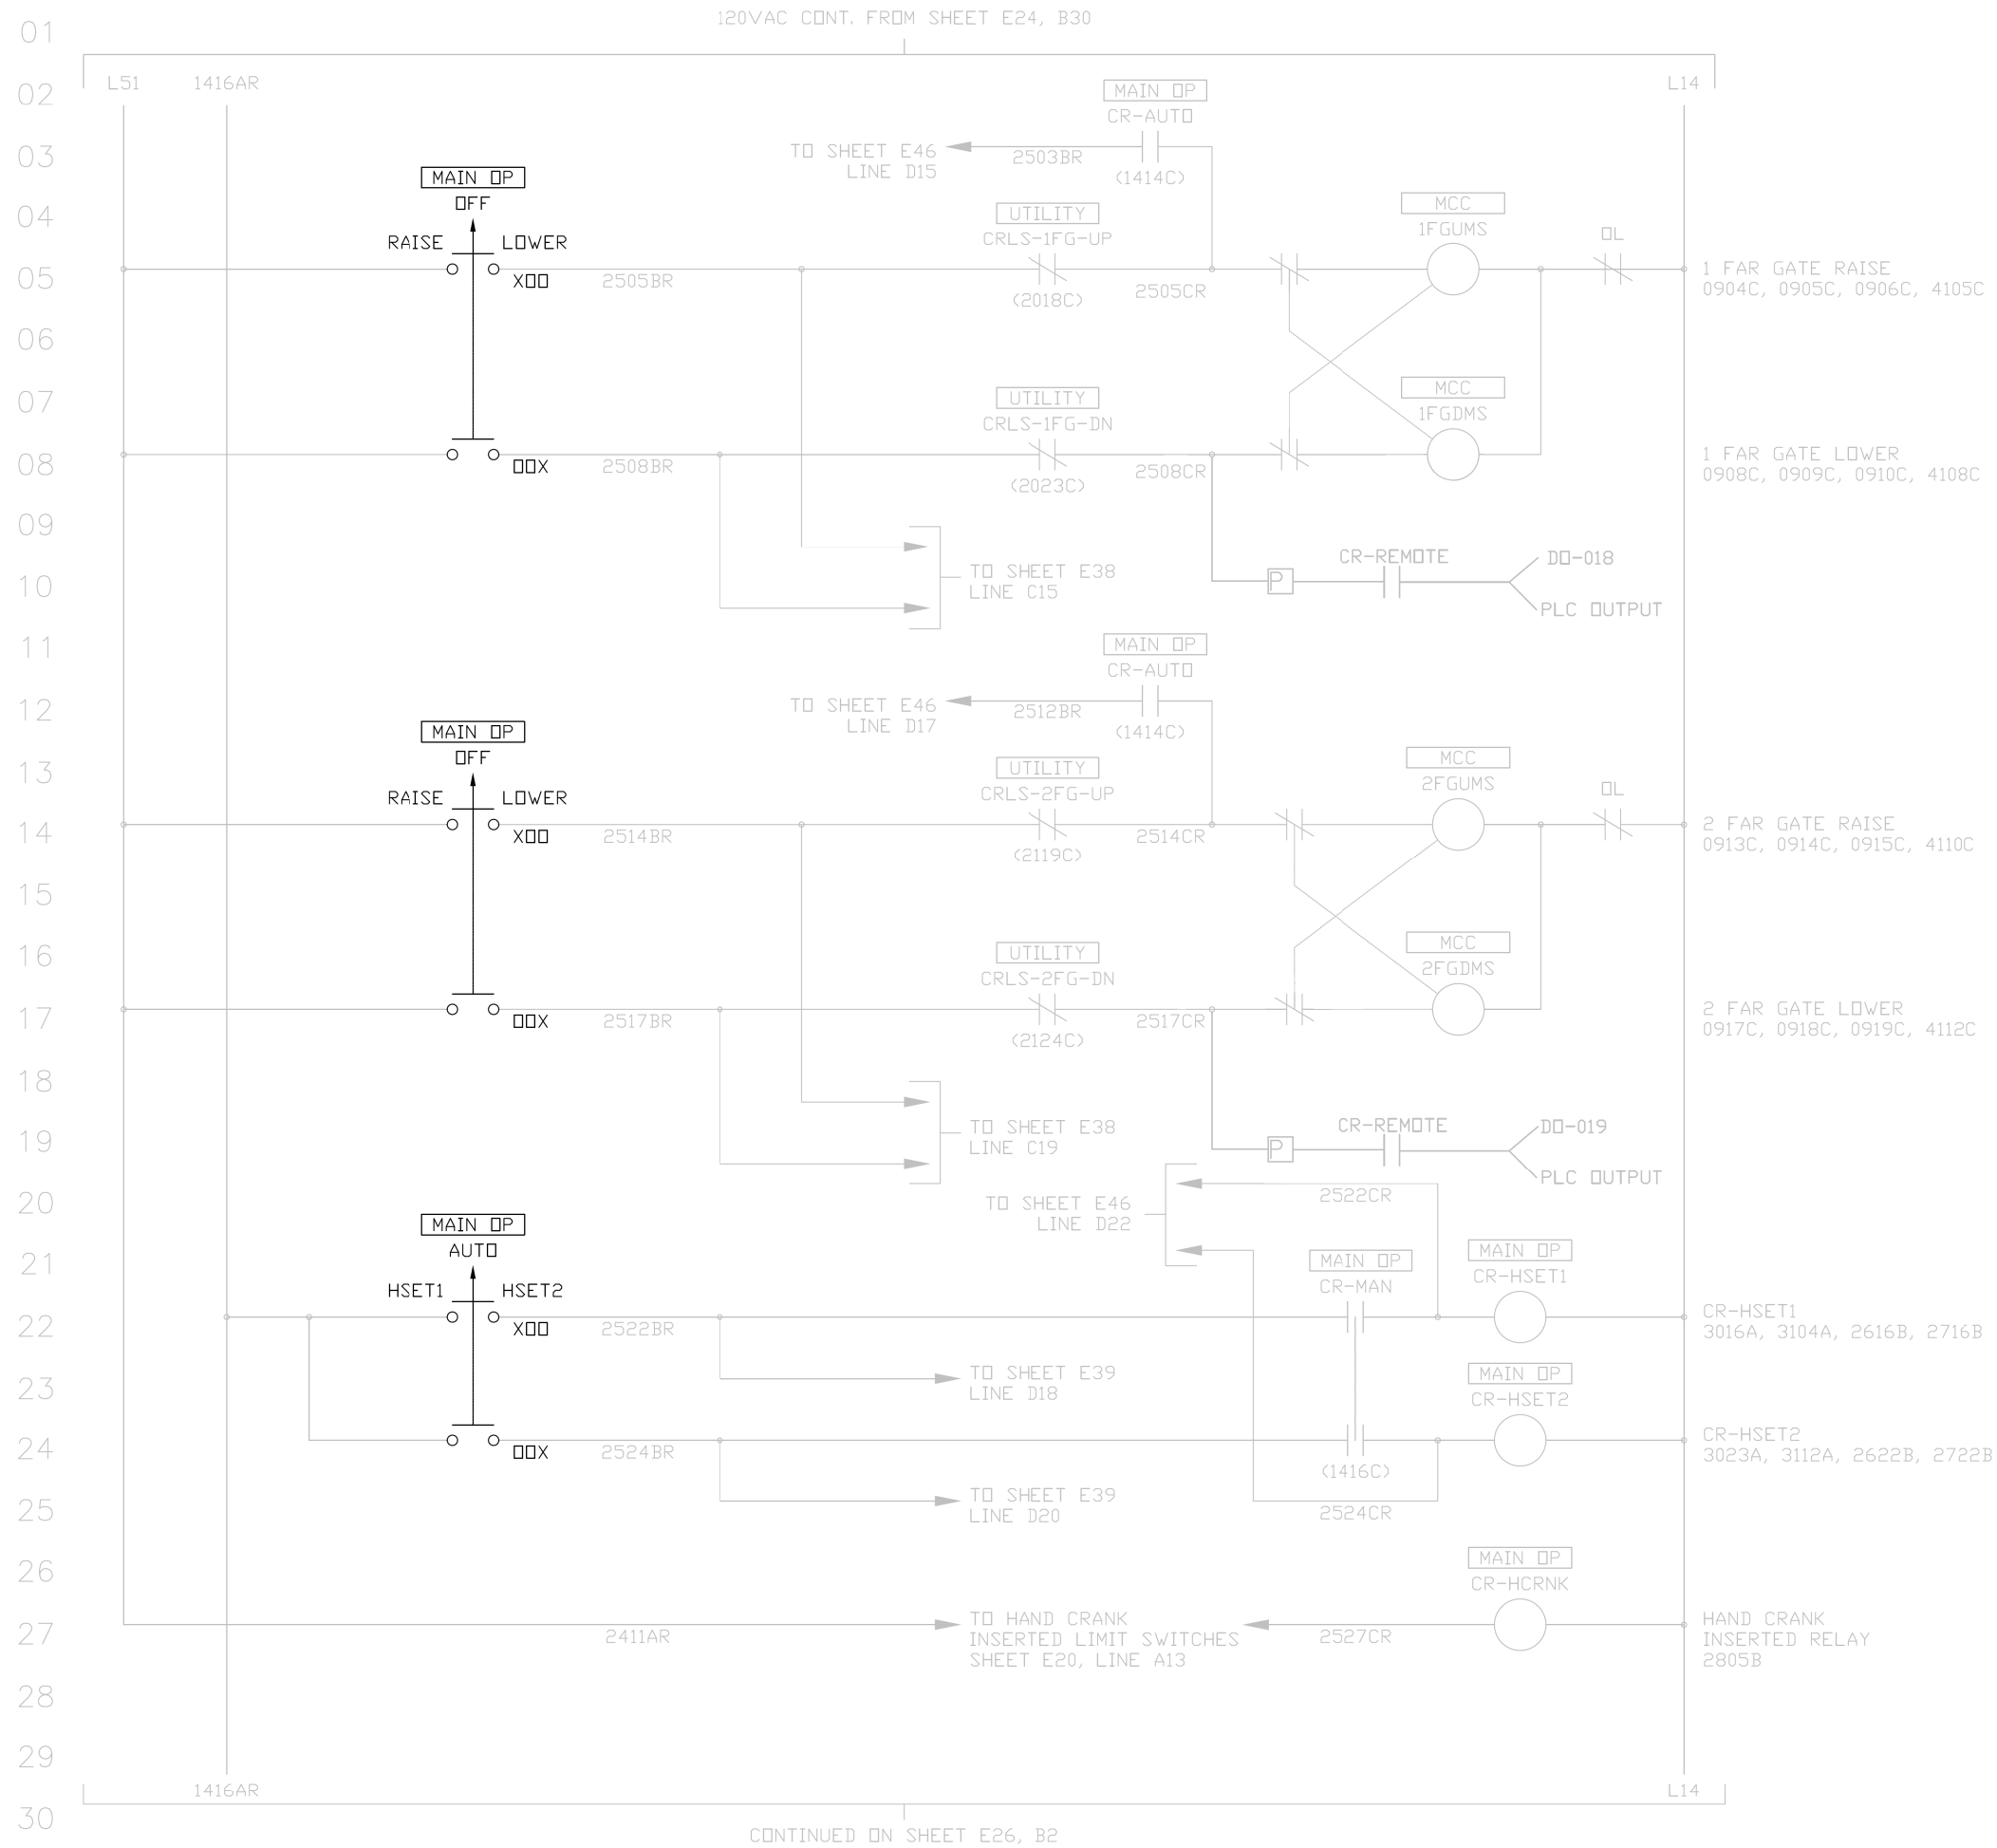 01
120VAC CONT. FROM SHEET E24, B30
02
L51
1416AR
L14
MAIN OP
CR-AUTO
03
TO SHEET E46
LINE D15
2503BR
(1414C)
MAIN OP
OFF
04
UTILITY
CRLS-1FG-UP
MCC
1FGUMS
OL
RAISE
LOWER
05
X00
2505BR
(2018C)
2505CR
1 FAR GATE RAISE
0904C, 0905C, 0906C, 4105C
06
07
UTILITY
CRLS-1FG-DN
MCC
1FGDMS
08
00X
2508BR
(2023C)
2508CR
1 FAR GATE LOWER
0908C, 0909C, 0910C, 4108C
09
CR-REMOTE
DO-018
10
TO SHEET E38
LINE C15
P
PLC OUTPUT
11
MAIN OP
CR-AUTO
12
TO SHEET E46
LINE D17
2512BR
(1414C)
MAIN OP
OFF
13
UTILITY
CRLS-2FG-UP
MCC
2FGUMS
OL
RAISE
LOWER
14
X00
2514BR
(2119C)
2514CR
2 FAR GATE RAISE
0913C, 0914C, 0915C, 4110C
15
16
UTILITY
CRLS-2FG-DN
MCC
2FGDMS
17
00X
2517BR
(2124C)
2517CR
2 FAR GATE LOWER
0917C, 0918C, 0919C, 4112C
18
19
TO SHEET E38
LINE C19
CR-REMOTE
DO-019
P
PLC OUTPUT
20
TO SHEET E46
LINE D22
2522CR
MAIN OP
AUTO
21
MAIN OP
CR-MAN
MAIN OP
CR-HSET1
HSET1
HSET2
22
X00
2522BR
CR-HSET1
3016A, 3104A, 2616B, 2716B
23
TO SHEET E39
LINE D18
MAIN OP
CR-HSET2
24
00X
2524BR
(1416C)
CR-HSET2
3023A, 3112A, 2622B, 2722B
25
TO SHEET E39
LINE D20
2524CR
26
MAIN OP
CR-HCRNK
27
2411AR
TO HAND CRANK
INSERTED LIMIT SWITCHES
SHEET E20, LINE A13
2527CR
HAND CRANK
INSERTED RELAY
2805B
28
29
1416AR
L14
30
CONTINUED ON SHEET E26, B2